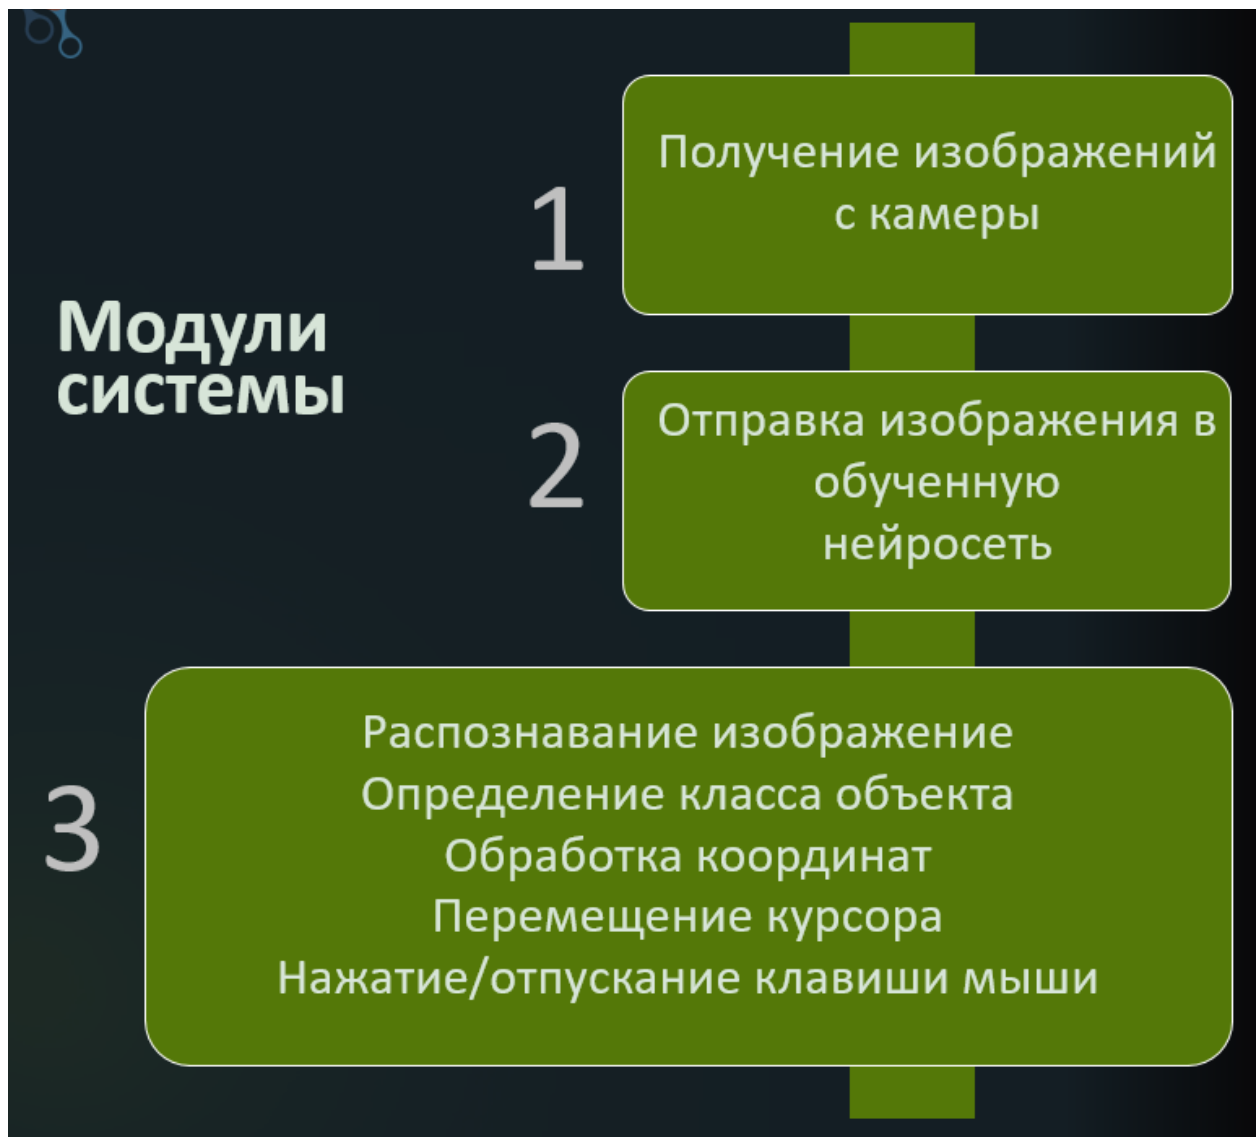 Модули
системы
1
Получение изображений
с камеры
2
Отправка изображения в
обученную
нейросеть
3
Распознавание изображение
Определение класса объекта
Обработка координат
Перемещение курсора
Нажатие/отпускание клавиши мыши